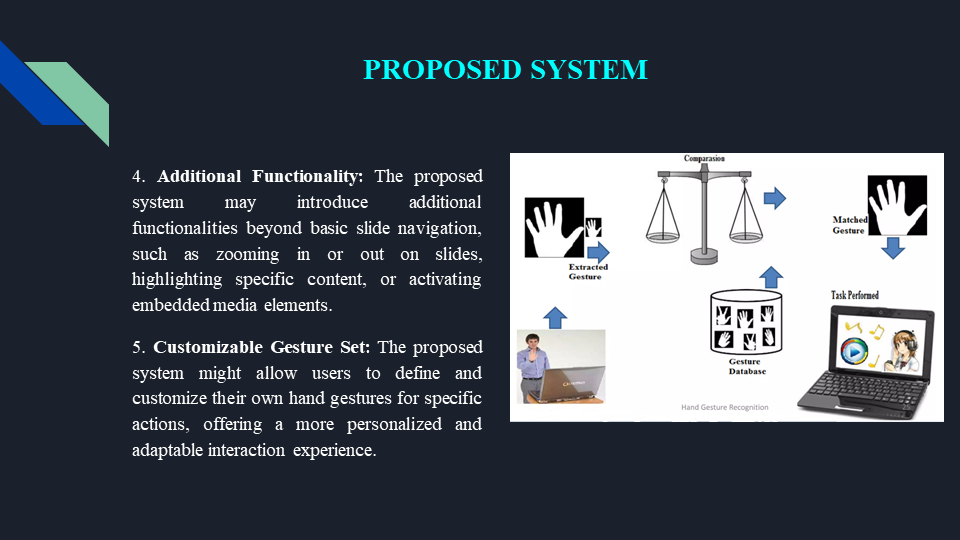 PROPOSED SYSTEM
4. Additional Functionality: The proposed
system may introduce additional
functionalities beyond basic slide navigation,
such as zooming in or out on slides,
highlighting specific content, or activating
embedded media elements.
5. Customizable Gesture Set: The proposed
system might allow users to define and
customize their own hand gestures for specific
actions, offering a more personalized and
adaptable interaction experience.
Comparasion
Extracted
Gesture
Matched
Gesture
Gesture
Database
Task Performed
Hand Gesture Recognition